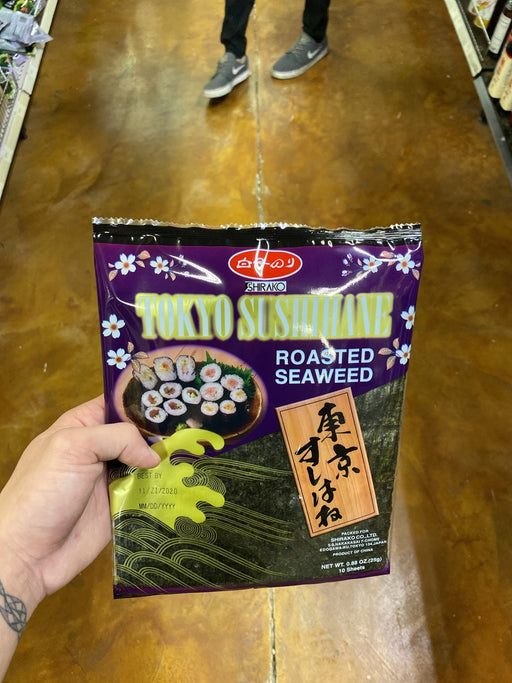 白子のり
SHIRAKO
TOKYO SUSHIHANE
ROASTED
SEAWEED
東京
すしはね
BEST BY
11/21/2020
MM/DD/YYYY
PACKED FOR
SHIRAKO CO., LTD.
PRODUCT OF CHINA
NET WT. 0.88 OZ.(25g)
10 Sheets